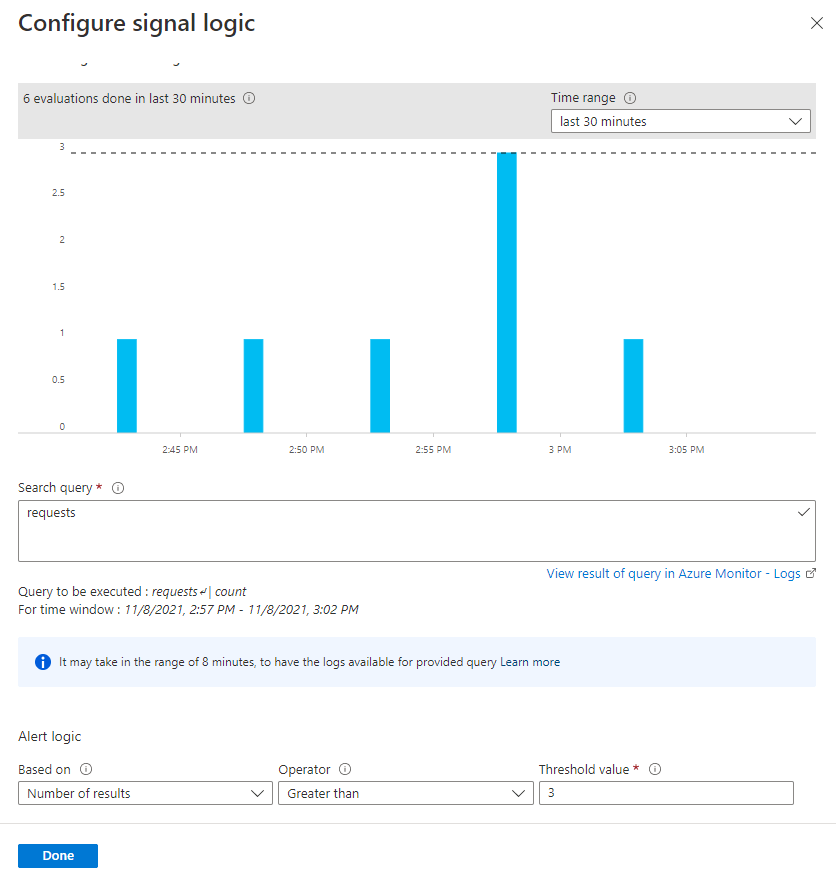 Configure signal logic
6 evaluations done in last 30 minutes
Time range
last 30 minutes
3
2.5
2
1.5
1
0.5
0
2:45 PM 2:50 PM 2:55 PM 3 PM 3:05 PM
Search query *
requests
View result of query in Azure Monitor - Logs
Query to be executed : requests↵| count
For time window : 11/8/2021, 2:57 PM - 11/8/2021, 3:02 PM
It may take in the range of 8 minutes, to have the logs available for provided query Learn more
Alert logic
Based on Operator Threshold value *
Number of results Greater than 3
Done